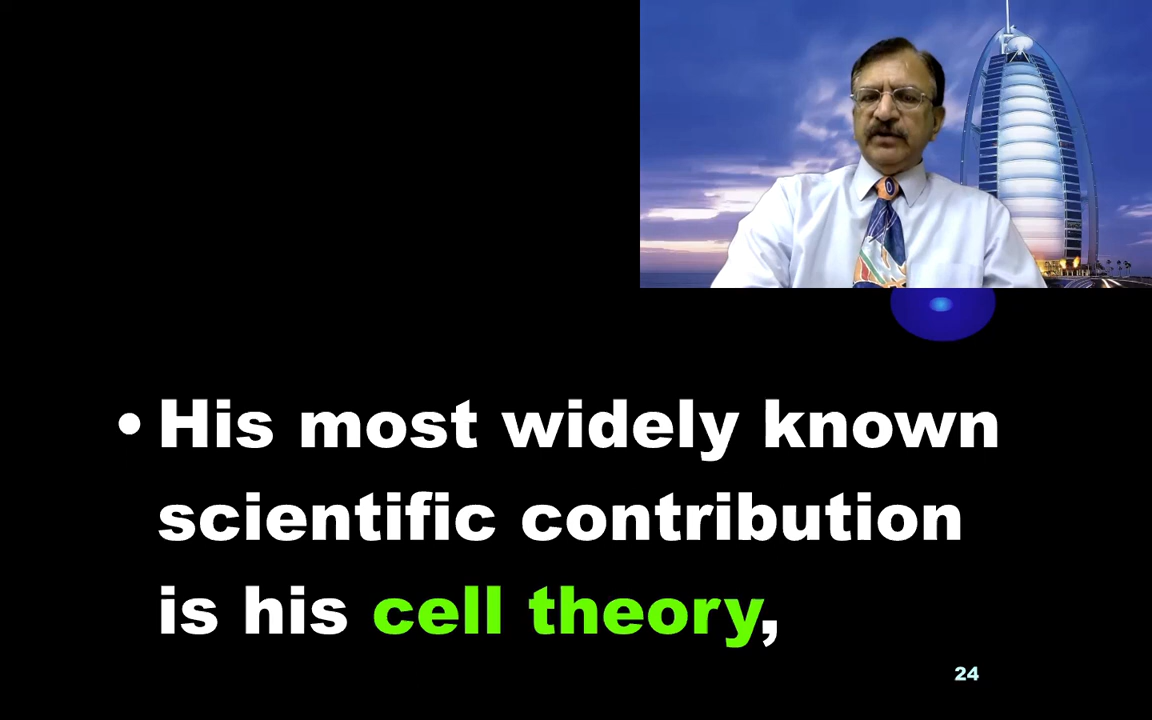 • His most widely known
scientific contribution
is his cell theory,
24